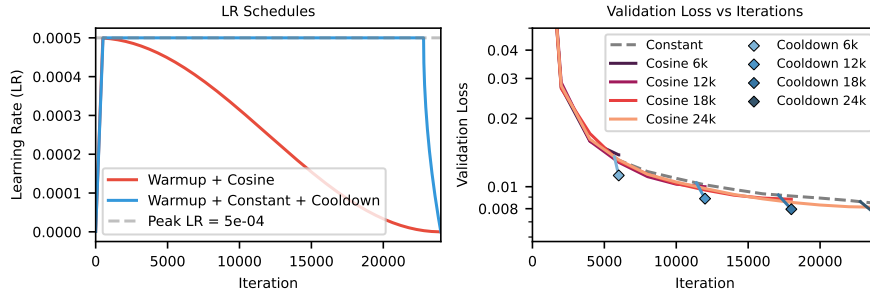 LR Schedules
Learning Rate (LR)
0.0005
0.0004
0.0003
0.0002
0.0001
0.0000
Warmup + Cosine
Warmup + Constant + Cooldown
Peak LR = 5e-04
0
5000
10000
15000
20000
Iteration
Validation Loss vs Iterations
Validation Loss
0.04
0.03
0.02
0.01
0.008
Constant
Cosine 6k
Cosine 12k
Cosine 18k
Cosine 24k
Cooldown 6k
Cooldown 12k
Cooldown 18k
Cooldown 24k
0
5000
10000
15000
20000
Iteration